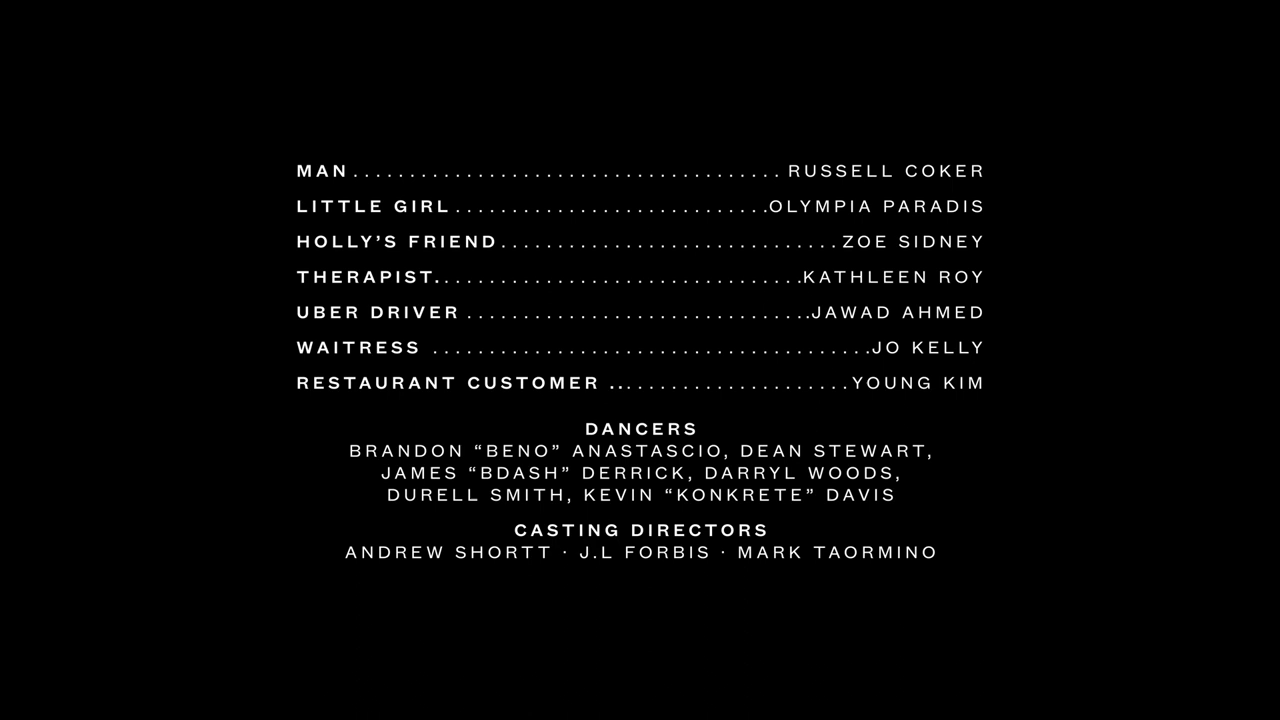 MAN ....................................... RUSSELL COKER
LITTLE GIRL ............................OLYMPIA PARADIS
HOLLY’S FRIEND.............................. ZOE SIDNEY
THERAPIST.................................KATHLEEN ROY
UBER DRIVER ...............................JAWAD AHMED
WAITRESS .......................................JO KELLY
RESTAURANT CUSTOMER ......................YOUNG KIM
DANCERS
BRANDON “BENO” ANASTASCIO, DEAN STEWART,
JAMES “BDASH” DERRICK, DARRYL WOODS,
DURELL SMITH, KEVIN “KONKRETE” DAVIS
CASTING DIRECTORS
ANDREW SHORTT · J.L FORBIS · MARK TAORMINO